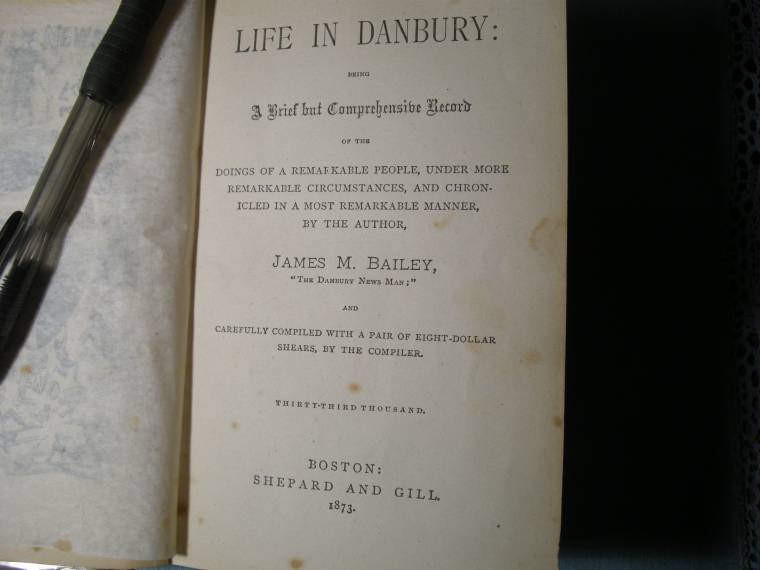 LIFE IN DANBURY:
BEING
A Brief but Comprehensive Record
OF THE
DOINGS OF A REMARKABLE PEOPLE, UNDER MORE
REMARKABLE CIRCUMSTANCES, AND CHRON-
ICLED IN A MOST REMARKABLE MANNER,
BY THE AUTHOR,
JAMES M. BAILEY,
"THE DANBURY NEWS MAN;"
AND
CAREFULLY COMPILED WITH A PAIR OF EIGHT-DOLLAR
SHEARS, BY THE COMPILER.
THIRTY-THIRD THOUSAND.
BOSTON:
SHEPARD AND GILL.
1873.